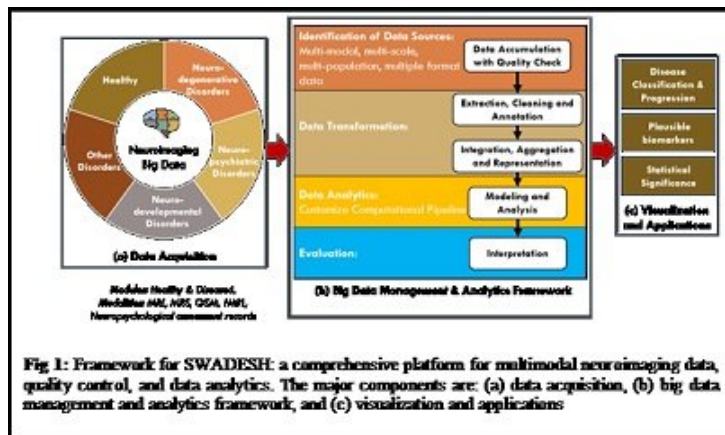 Healthy
Neuro-
degenerative
Disorders
Other
Disorders
Neuroimaging
Big Data
Neuro-
psychiatric
Disorders
Neuro-
developmental
Disorders
(a) Data Acquisition
Modules Healthy & Diseased,
Modalities MRI, MRS, QSM, fMRI,
Neuropsychological assessment records
Identification of Data Sources:
Multi-modal, multi-scale,
multi-population, multiple format
data
Data Accumulation
with Quality Check
Data Transformation:
Extraction, Cleaning and
Annotation
Integration, Aggregation
and Representation
Data Analytics:
Customize Computational Pipeline
Modeling and
Analysis
Evaluation:
Interpretation
(b) Big Data Management & Analytics Framework
Disease
Classification &
Progression
Plausible
biomarkers
Statistical
Significance
(c) Visualization
and Applications
Fig 1: Framework for SWADESH: a comprehensive platform for multimodal neuroimaging data,
quality control, and data analytics. The major components are: (a) data acquisition, (b) big data
management and analytics framework, and (c) visualization and applications